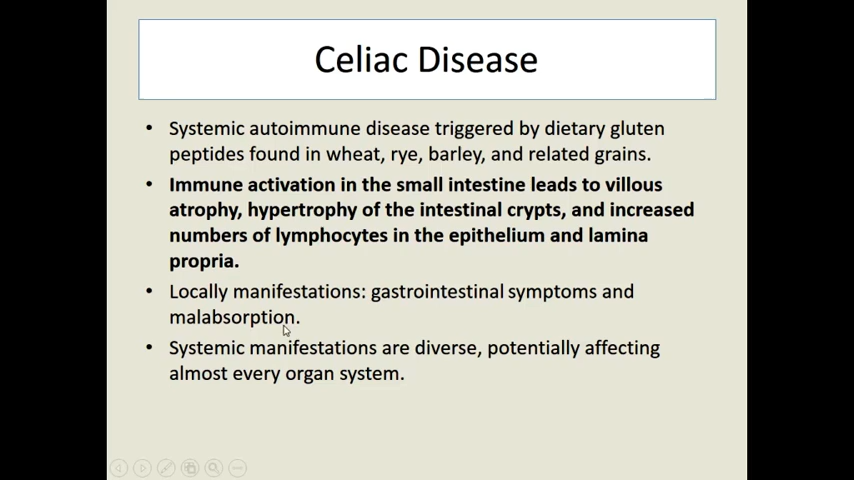 Celiac Disease
• Systemic autoimmune disease triggered by dietary gluten
peptides found in wheat, rye, barley, and related grains.
• Immune activation in the small intestine leads to villous
atrophy, hypertrophy of the intestinal crypts, and increased
numbers of lymphocytes in the epithelium and lamina
propria.
• Locally manifestations: gastrointestinal symptoms and
malabsorption.
• Systemic manifestations are diverse, potentially affecting
almost every organ system.